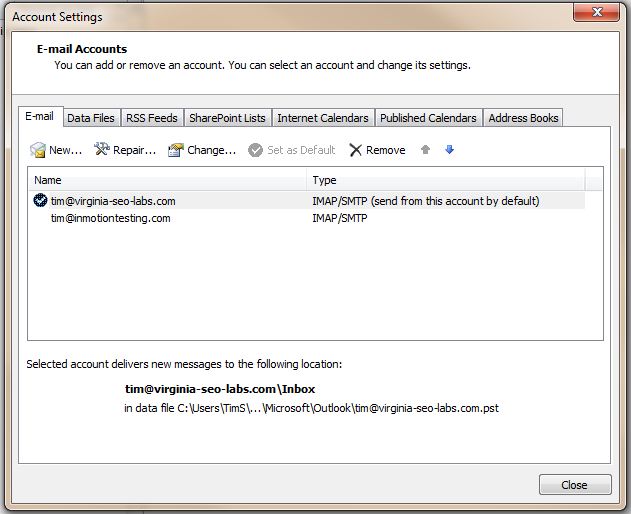 Account Settings
E-mail Accounts
You can add or remove an account. You can select an account and change its settings.
E-mail Data Files RSS Feeds SharePoint Lists Internet Calendars Published Calendars Address Books
New... Repair... Change... Set as Default Remove
Name Type
tim@virginia-seo-labs.com IMAP/SMTP (send from this account by default)
tim@inmotiontesting.com IMAP/SMTP
Selected account delivers new messages to the following location:
tim@virginia-seo-labs.com\Inbox
in data file C:\Users\TimS\...\Microsoft\Outlook\tim@virginia-seo-labs.com.pst
Close